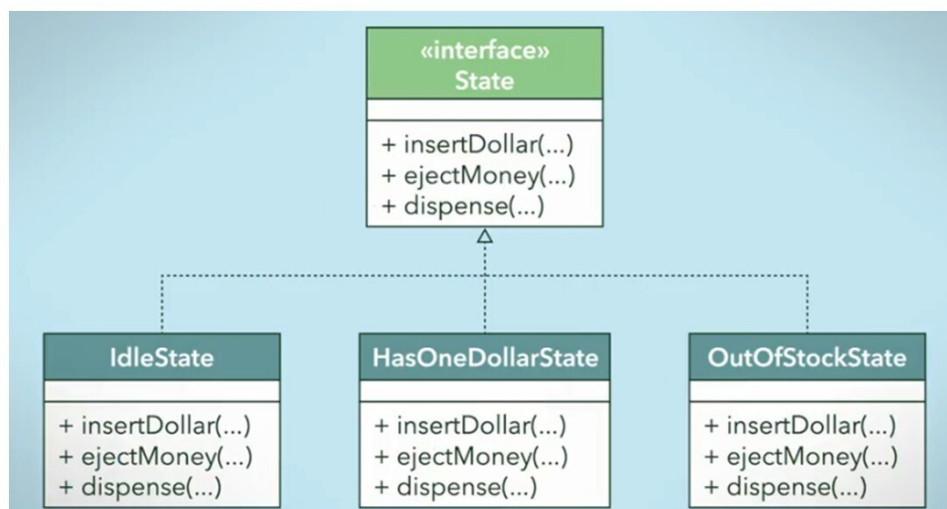 «interface»
State
+ insertDollar(...)
+ ejectMoney(...)
+ dispense(...)
IdleState
+ insertDollar(...)
+ ejectMoney(...)
+ dispense(...)
HasOneDollarState
+ insertDollar(...)
+ ejectMoney(...)
+ dispense(...)
OutOfStockState
+ insertDollar(...)
+ ejectMoney(...)
+ dispense(...)